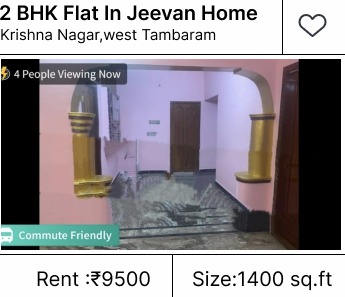 2 BHK Flat In Jeevan Home
Krishna Nagar,west Tambaram
4 People Viewing Now
Commute Friendly
Rent :₹9500
Size:1400 sq.ft